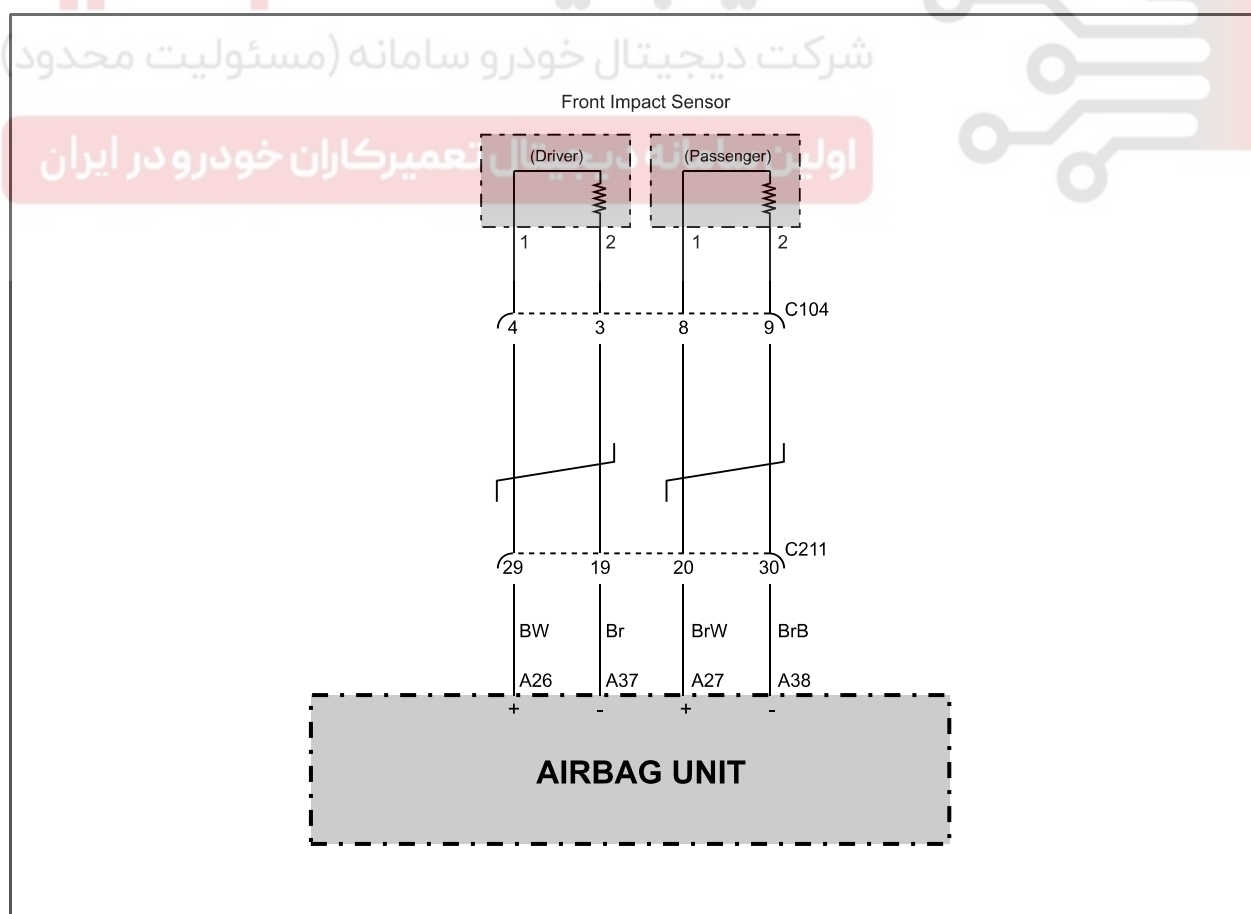 شرکت دیجیتال خودرو سامانه (مسئولیت محدود)
Front Impact Sensor
اولین سامانه دیجیتال تعمیرکاران خودرو در ایران
(Driver) (Passenger)
1 2 1 2
C104
4 3 8 9
C211
29 19 20 30
BW Br BrW BrB
A26 A37 A27 A38
+ - + -
AIRBAG UNIT